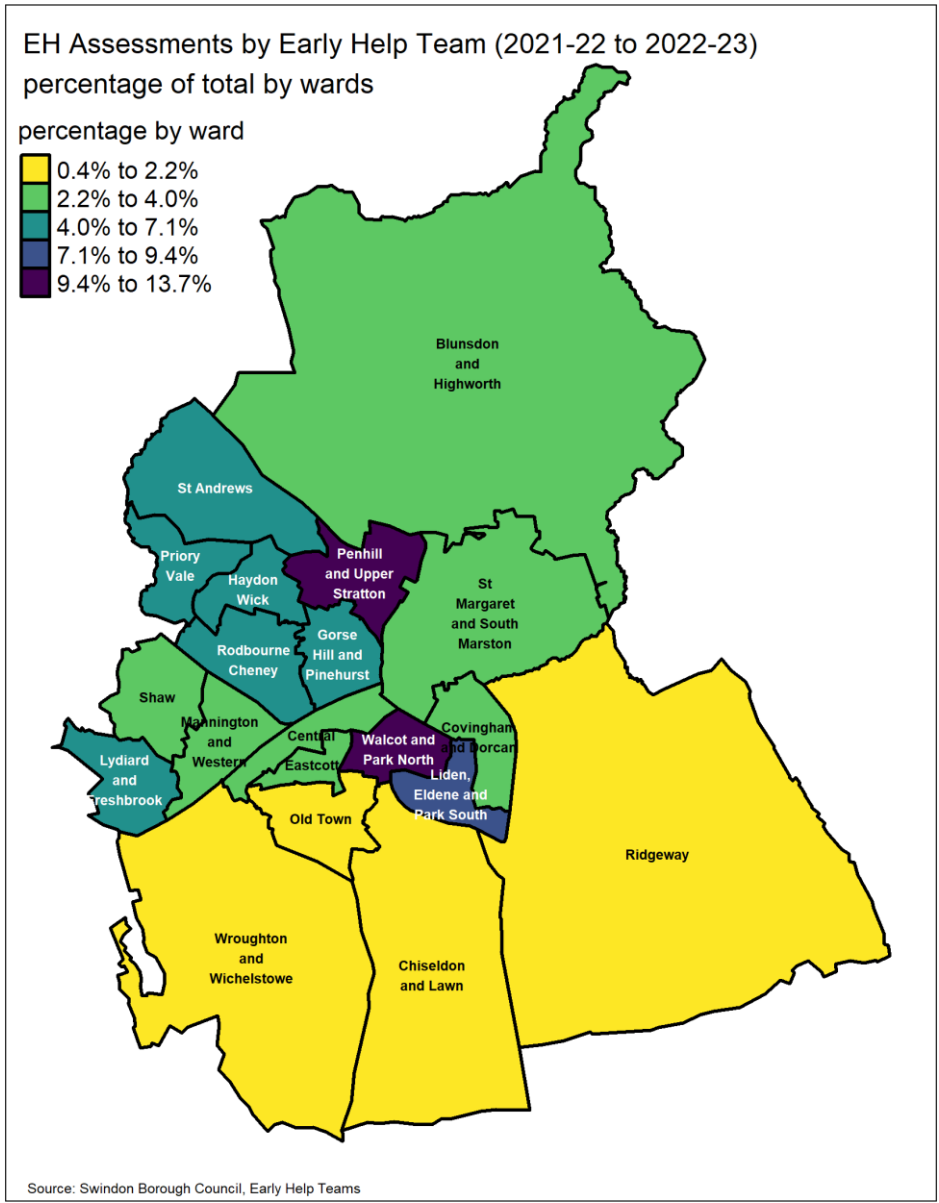 EH Assessments by Early Help Team (2021-22 to 2022-23)
percentage of total by wards
percentage by ward
0.4% to 2.2%
2.2% to 4.0%
4.0% to 7.1%
7.1% to 9.4%
9.4% to 13.7%
Blunsdon
and
Highworth
St Andrews
Priory
Vale
Haydon
Wick
Penhill
and Upper
Stratton
St
Margaret
and South
Marston
Rodbourne
Cheney
Gorse
Hill and
Pinehurst
Shaw
Mannington
and
Western
Central
Eastcott
Walcot and
Park North
Covingham
and Dorcan
Lydiard
and
Freshbrook
Liden,
Eldene and
Park South
Old Town
Ridgeway
Wroughton
and
Wichelstowe
Chiseldon
and Lawn
Source: Swindon Borough Council, Early Help Teams